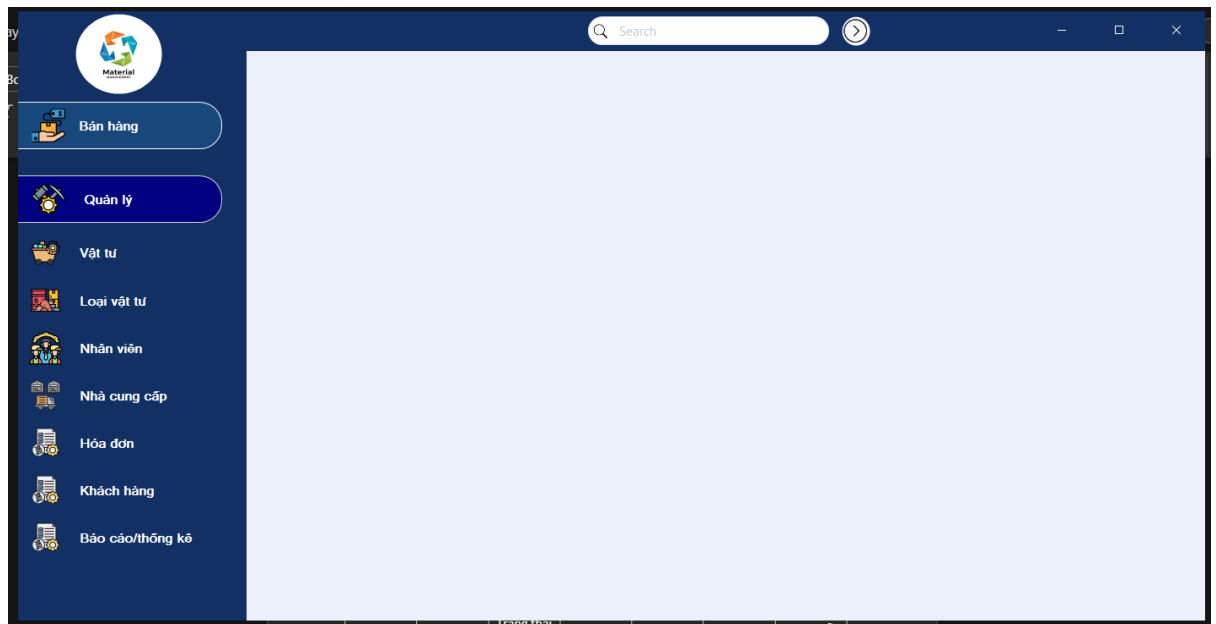 Search
Material
Bán hàng
Quản lý
Vật tư
Loại vật tư
Nhân viên
Nhà cung cấp
Hóa đơn
Khách hàng
Báo cáo/thống kê